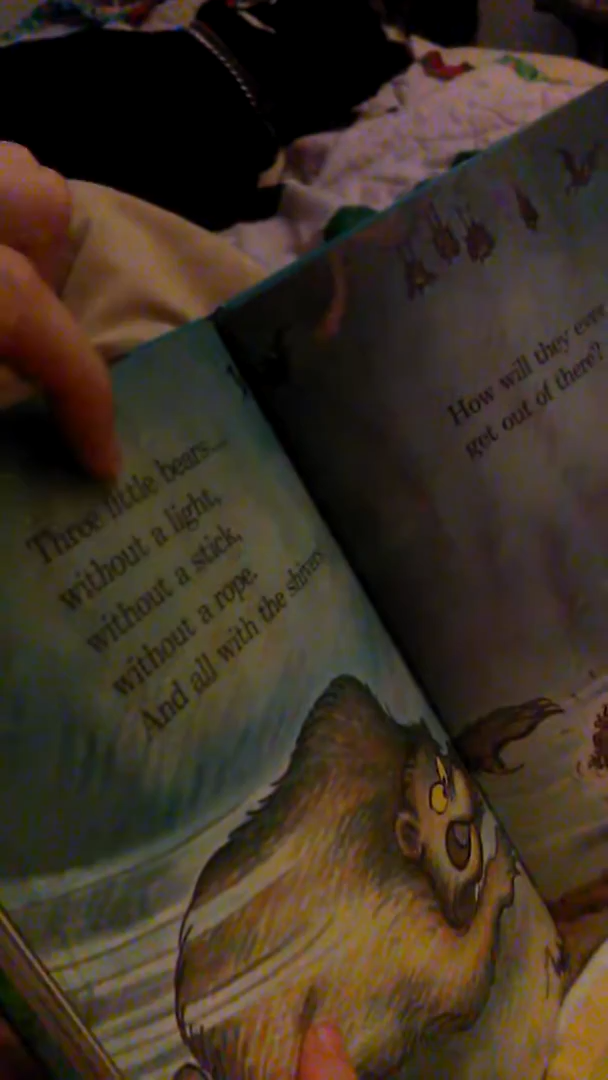 Three little bears...
without a light,
without a stick,
without a rope.
And all with the shivers.
How will they ever
get out of there?